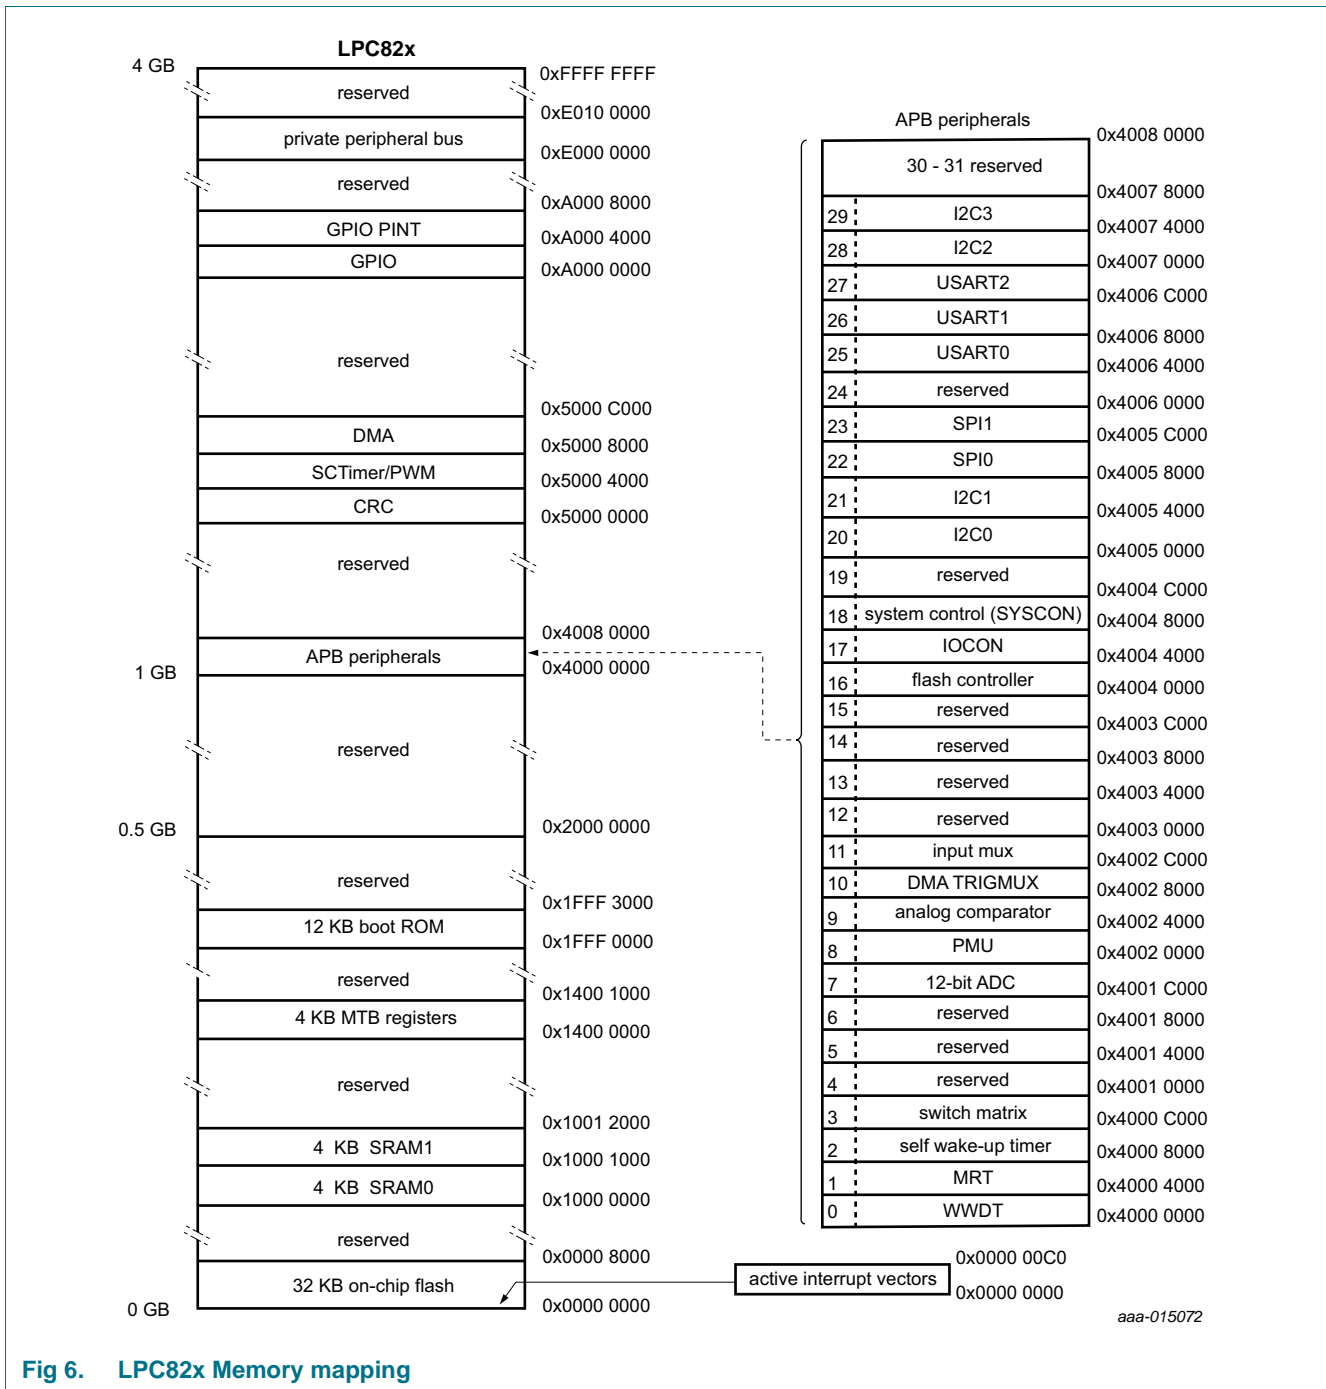 LPC82x
4 GB
0xFFFF FFFF
reserved
0xE010 0000
private peripheral bus
0xE000 0000
reserved
0xA000 8000
GPIO PINT
0xA000 4000
GPIO
0xA000 0000
reserved
0x5000 C000
DMA
0x5000 8000
SCTimer/PWM
0x5000 4000
CRC
0x5000 0000
reserved
0x4008 0000
APB peripherals
1 GB
0x4000 0000
reserved
0.5 GB
0x2000 0000
reserved
0x1FFF 3000
12 KB boot ROM
0x1FFF 0000
reserved
0x1400 1000
4 KB MTB registers
0x1400 0000
reserved
0x1001 2000
4 KB SRAM1
0x1000 1000
4 KB SRAM0
0x1000 0000
reserved
0x0000 8000
32 KB on-chip flash
0 GB
0x0000 0000
APB peripherals
0x4008 0000
30 - 31 reserved
0x4007 8000
29 I2C3
0x4007 4000
28 I2C2
0x4007 0000
27 USART2
0x4006 C000
26 USART1
0x4006 8000
25 USART0
0x4006 4000
24 reserved
0x4006 0000
23 SPI1
0x4005 C000
22 SPI0
0x4005 8000
21 I2C1
0x4005 4000
20 I2C0
0x4005 0000
19 reserved
0x4004 C000
18 system control (SYSCON)
0x4004 8000
17 IOCON
0x4004 4000
16 flash controller
0x4004 0000
15 reserved
0x4003 C000
14 reserved
0x4003 8000
13 reserved
0x4003 4000
12 reserved
0x4003 0000
11 input mux
0x4002 C000
10 DMA TRIGMUX
0x4002 8000
9 analog comparator
0x4002 4000
8 PMU
0x4002 0000
7 12-bit ADC
0x4001 C000
6 reserved
0x4001 8000
5 reserved
0x4001 4000
4 reserved
0x4001 0000
3 switch matrix
0x4000 C000
2 self wake-up timer
0x4000 8000
1 MRT
0x4000 4000
0 WWDT
0x4000 0000
0x0000 00C0
active interrupt vectors
0x0000 0000
aaa-015072
Fig 6. LPC82x Memory mapping